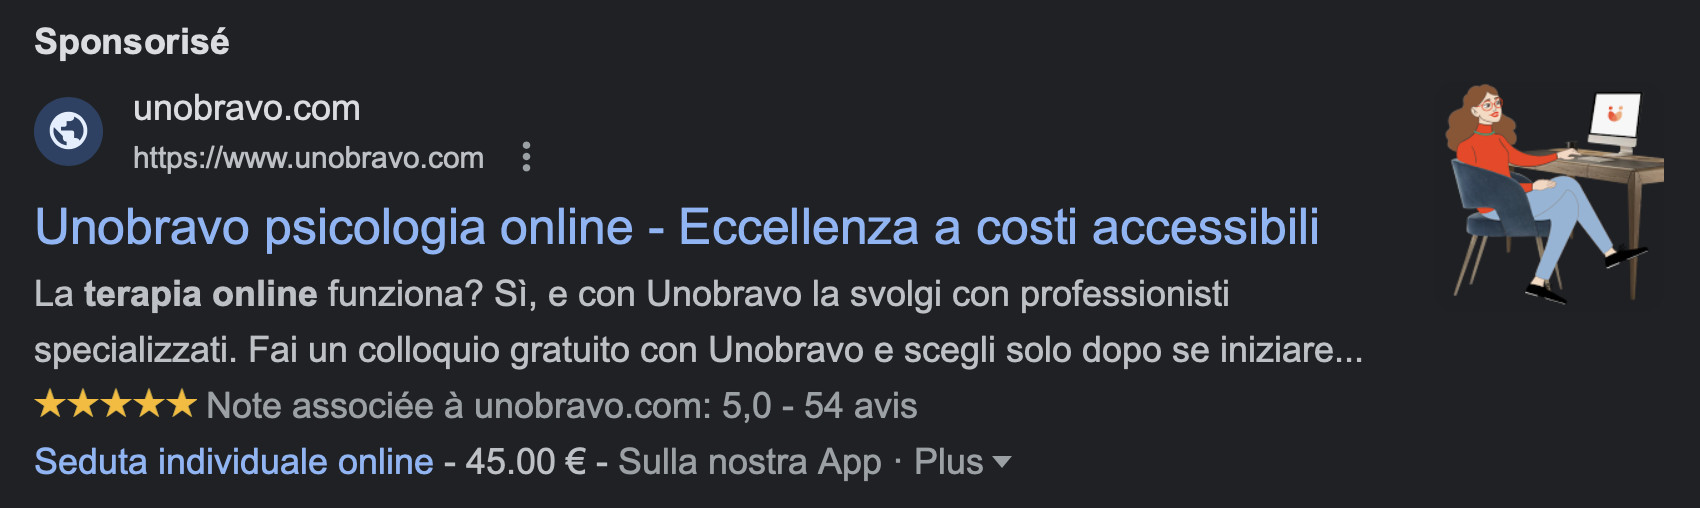 Sponsorisé
unobravo.com
https://www.unobravo.com
Unobravo psicologia online - Eccellenza a costi accessibili
La terapia online funziona? Sì, e con Unobravo la svolgi con professionisti
specializzati. Fai un colloquio gratuito con Unobravo e scegli solo dopo se iniziare...
★★★★★ Note associée à unobravo.com: 5,0 - 54 avis
Seduta individuale online - 45.00 € - Sulla nostra App · Plus